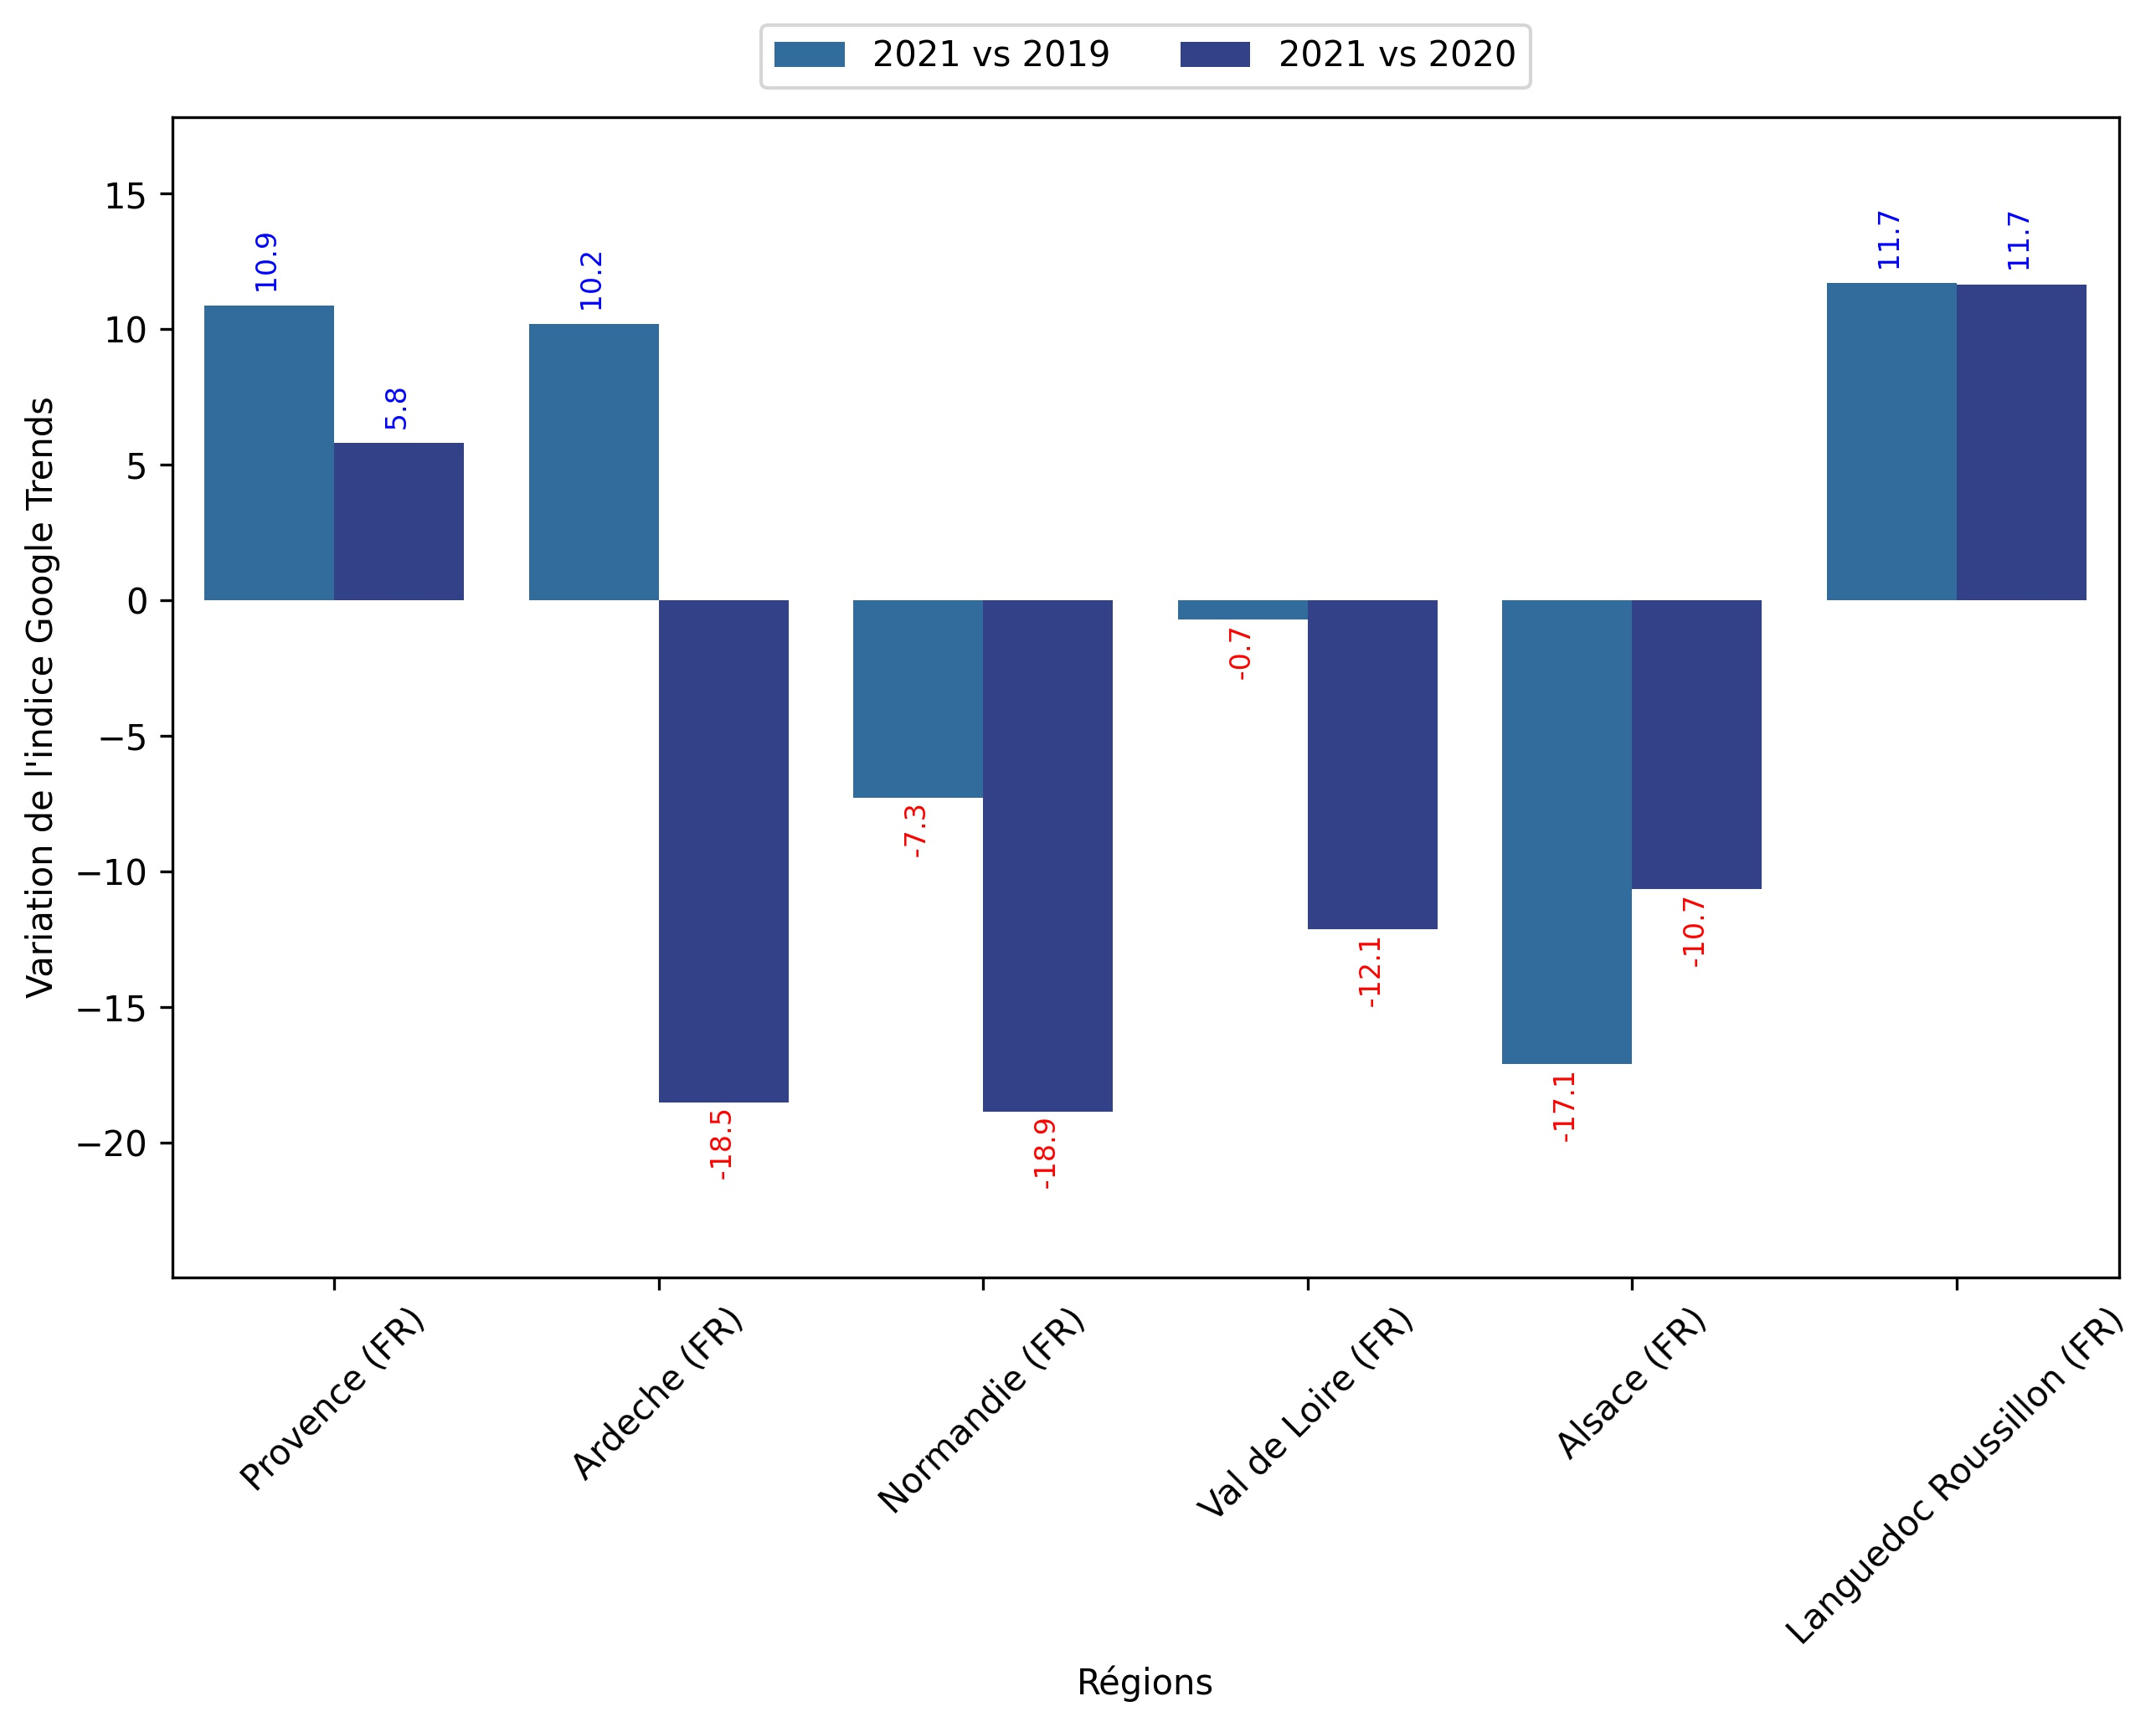 2021 vs 2019
2021 vs 2020
Variation de l'indice Google Trends
15
10
5
0
−5
−10
−15
−20
10.9
5.8
10.2
-18.5
-7.3
-18.9
-0.7
-12.1
-17.1
-10.7
11.7
11.7
Provence (FR)
Ardeche (FR)
Normandie (FR)
Val de Loire (FR)
Alsace (FR)
Languedoc Roussillon (FR)
Régions